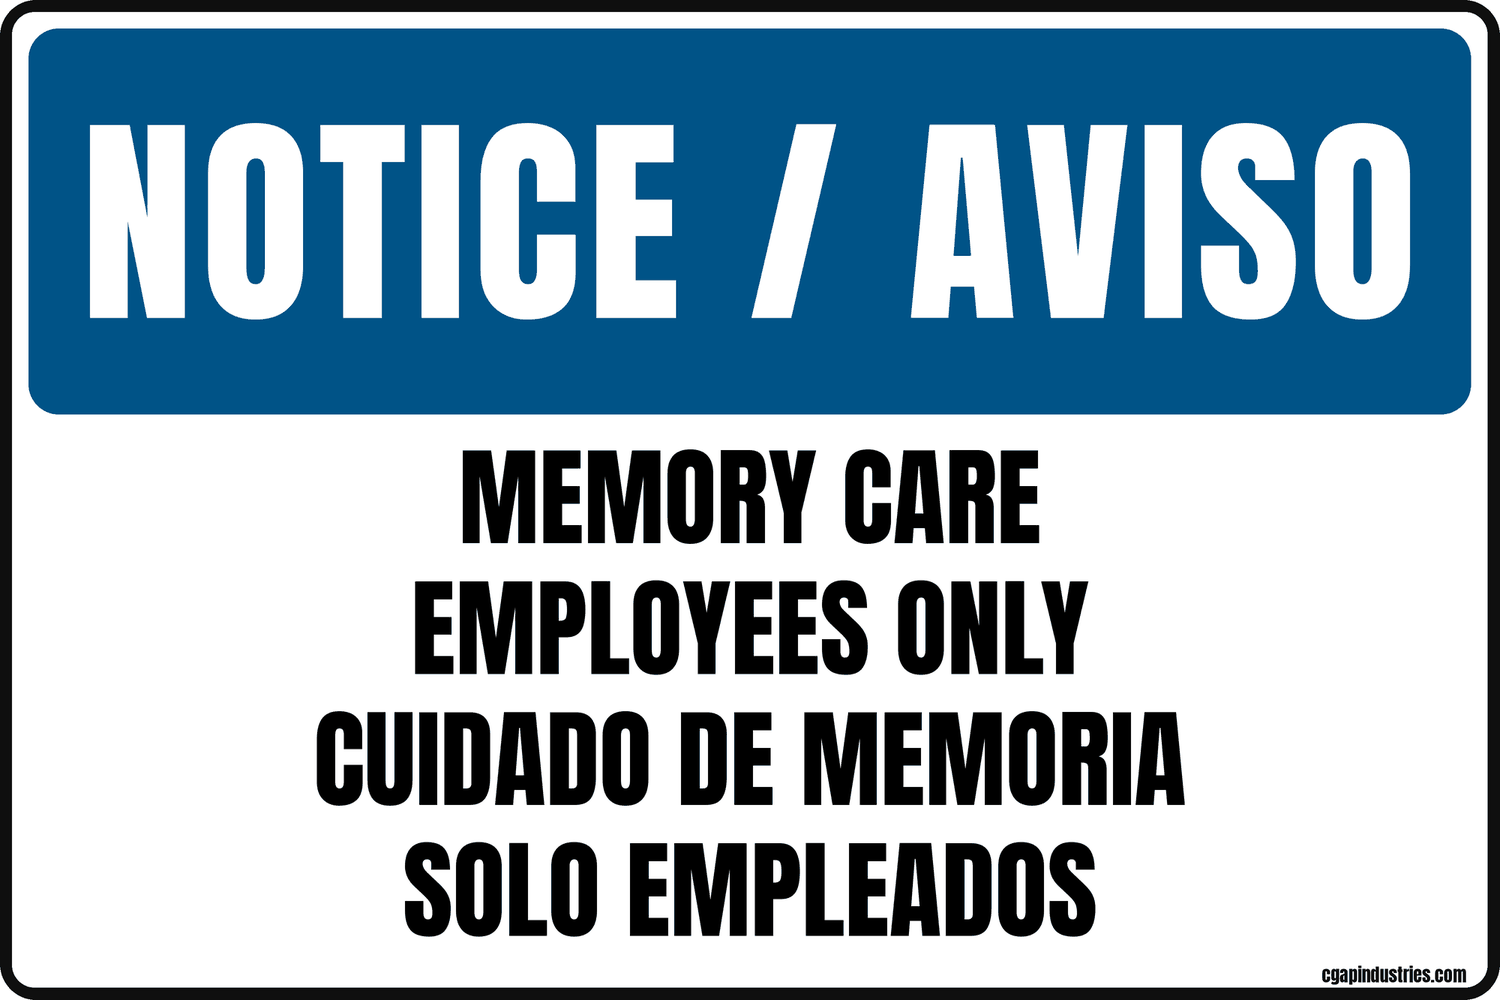 NOTICE / AVISO
MEMORY CARE
EMPLOYEES ONLY
CUIDADO DE MEMORIA
SOLO EMPLEADOS
cgapindustries.com